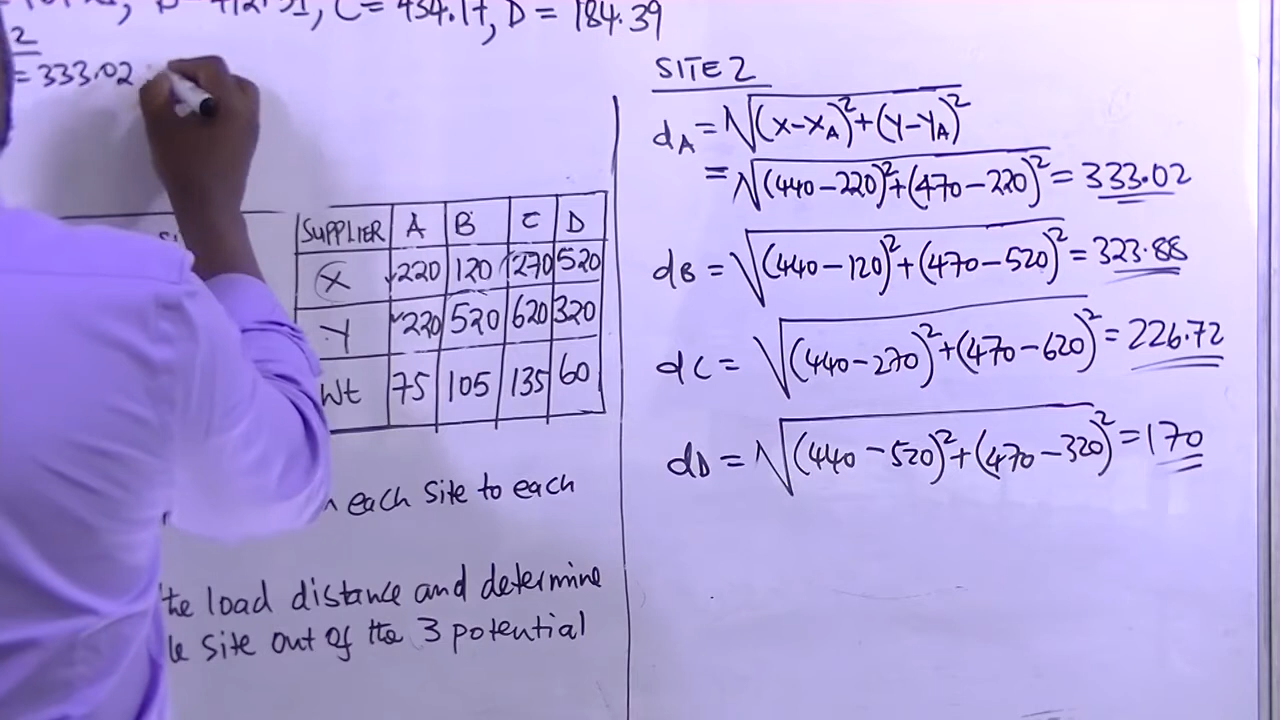 C = 434.17, D = 184.39
2
= 333.02
SUPPLIER A B C D
X 220 120 270 520
Y 220 520 620 320
Wt 75 105 135 60
each site to each
the load distance and determine
site out of the 3 potential
SITE 2
dA = √(X-XA)²+(Y-YA)²
= √(440-220)²+(470-220)² = 333.02
dB = √(440-120)²+(470-520)² = 323.88
dC = √(440-270)²+(470-620)² = 226.72
dD = √(440-520)²+(470-320)² = 170